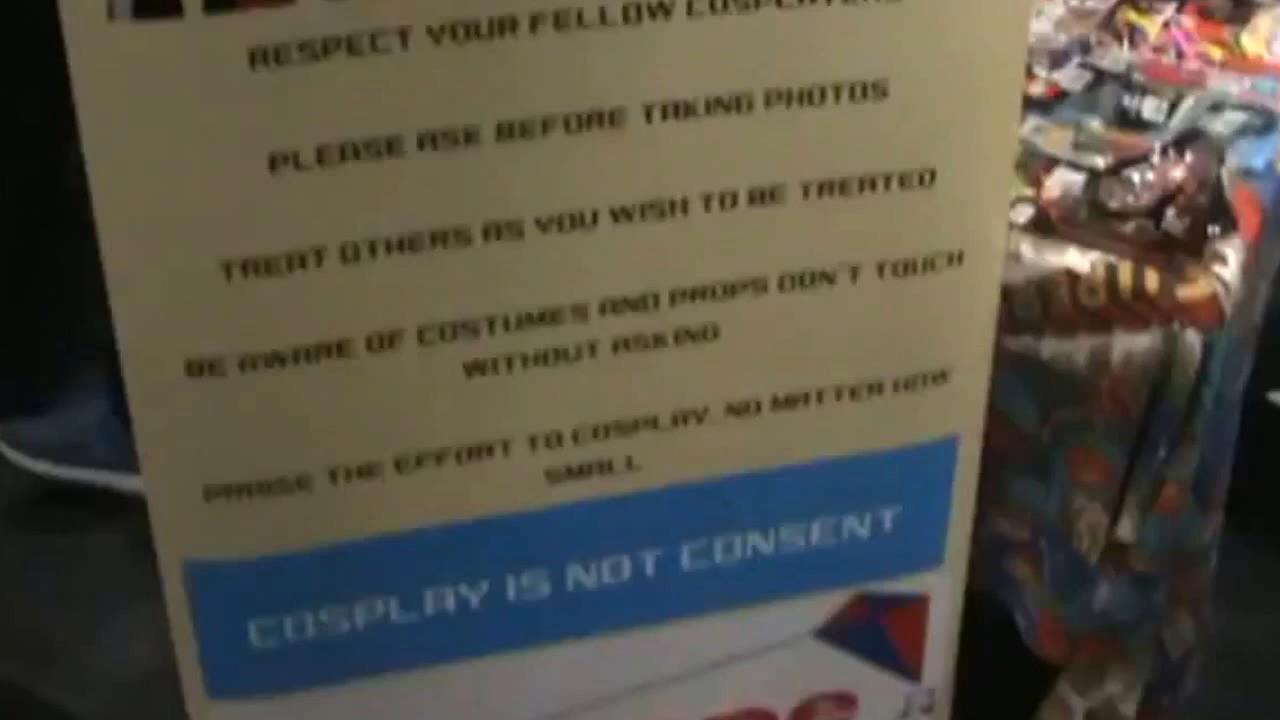 RESPECT YOUR FELLOW COSPLAYERS
PLEASE ASK BEFORE TAKING PHOTOS
TREAT OTHERS AS YOU WISH TO BE TREATED
BE AWARE OF COSTUMES AND PROPS DON'T TOUCH
WITHOUT ASKING
PRAISE THE EFFORT TO COSPLAY, NO MATTER HOW
SMALL
COSPLAY IS NOT CONSENT